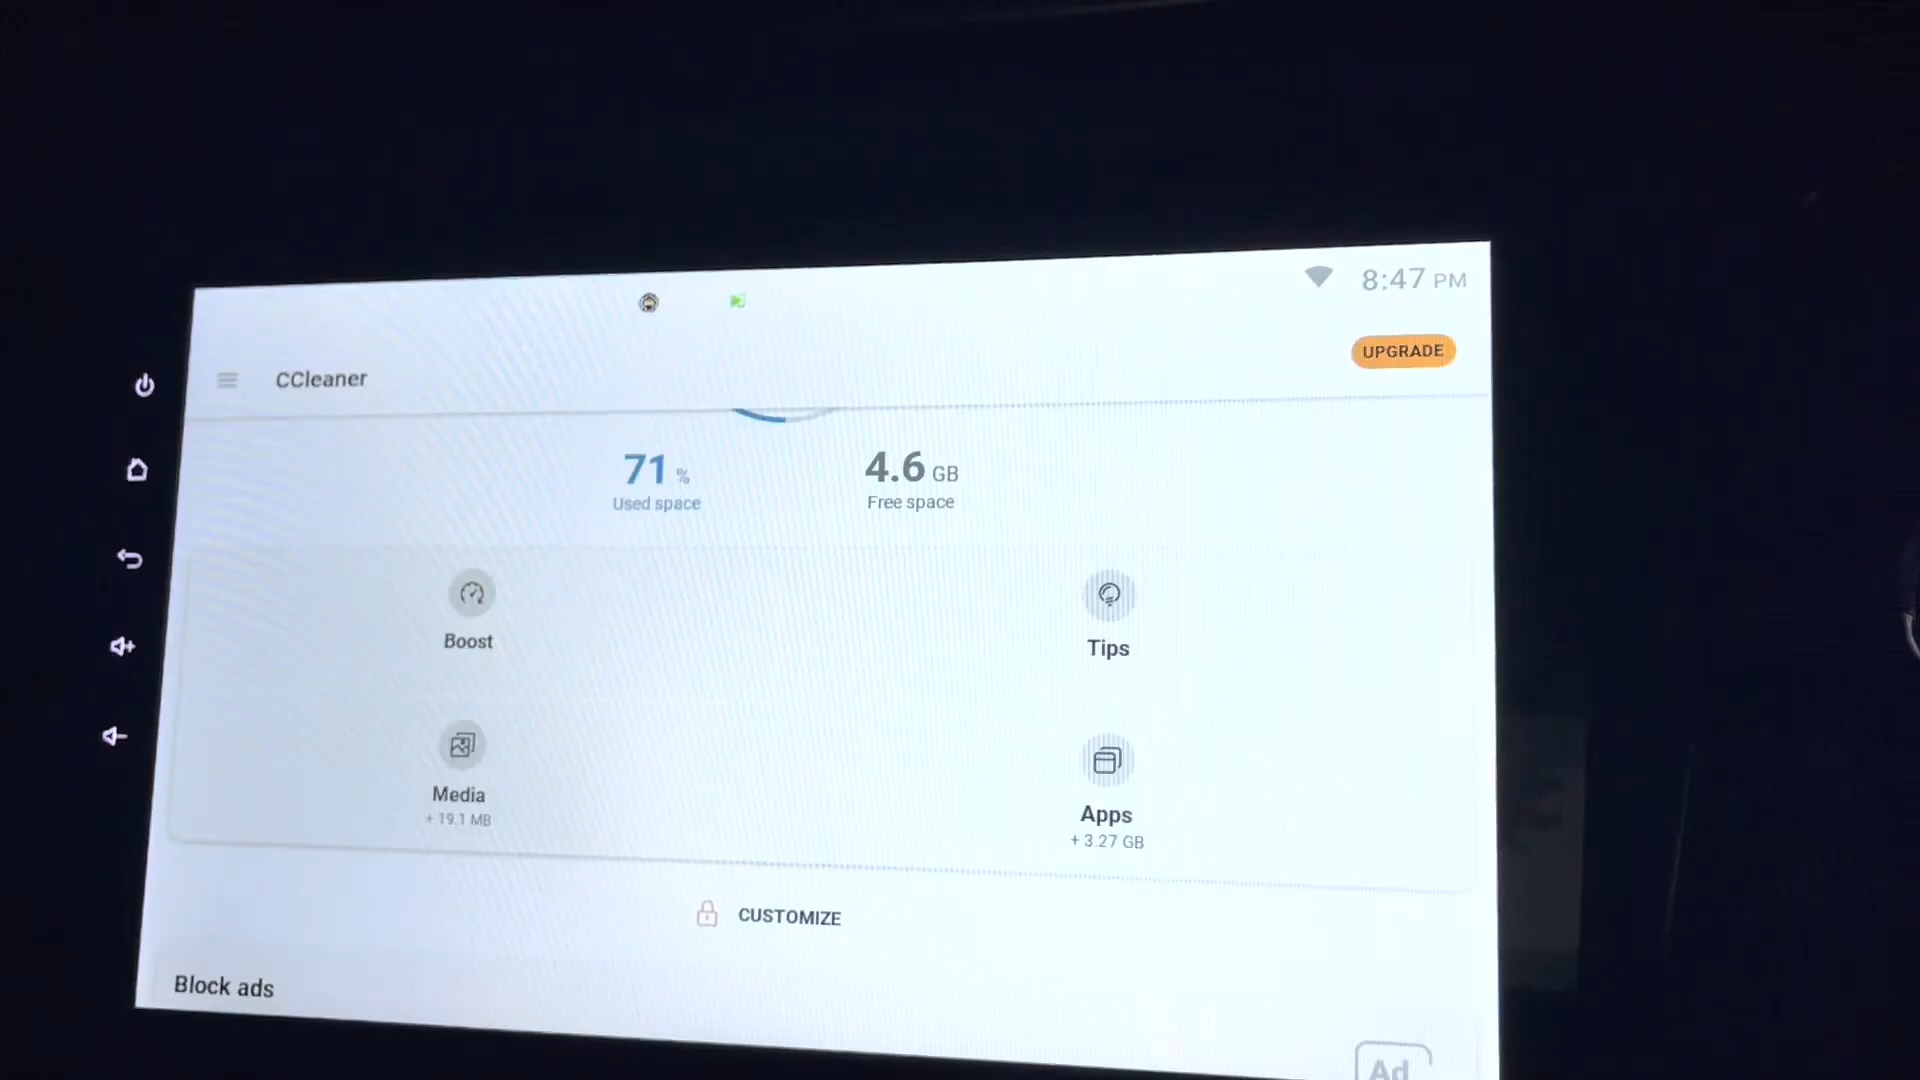 8:47 PM
CCleaner
UPGRADE
71 %
Used space
4.6 GB
Free space
Boost
Tips
Media
+ 19.1 MB
Apps
+ 3.27 GB
CUSTOMIZE
Block ads
Ad